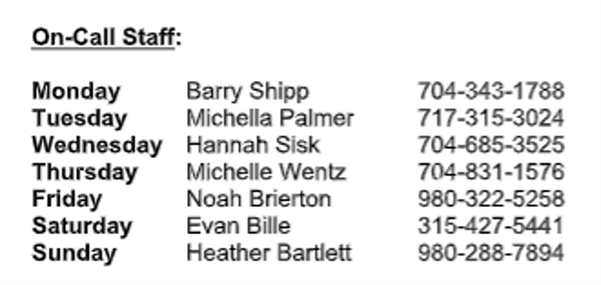 On-Call Staff:
Monday Barry Shipp 704-343-1788
Tuesday Michella Palmer 717-315-3024
Wednesday Hannah Sisk 704-685-3525
Thursday Michelle Wentz 704-831-1576
Friday Noah Brierton 980-322-5258
Saturday Evan Bille 315-427-5441
Sunday Heather Bartlett 980-288-7894